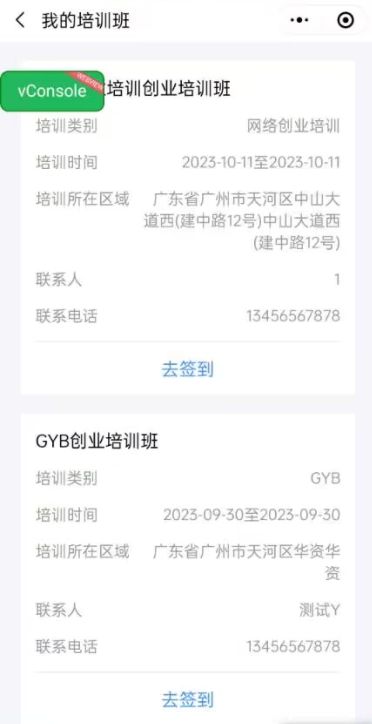 我的培训班
vConsole
WEBVIEW
培训创业培训班
培训类别 网络创业培训
培训时间 2023-10-11至2023-10-11
培训所在区域 广东省广州市天河区中山大
道西(建中路12号)中山大道西
(建中路12号)
联系人 1
联系电话 13456567878
去签到
GYB创业培训班
培训类别 GYB
培训时间 2023-09-30至2023-09-30
培训所在区域 广东省广州市天河区华资华
资
联系人 测试Y
联系电话 13456567878
去签到